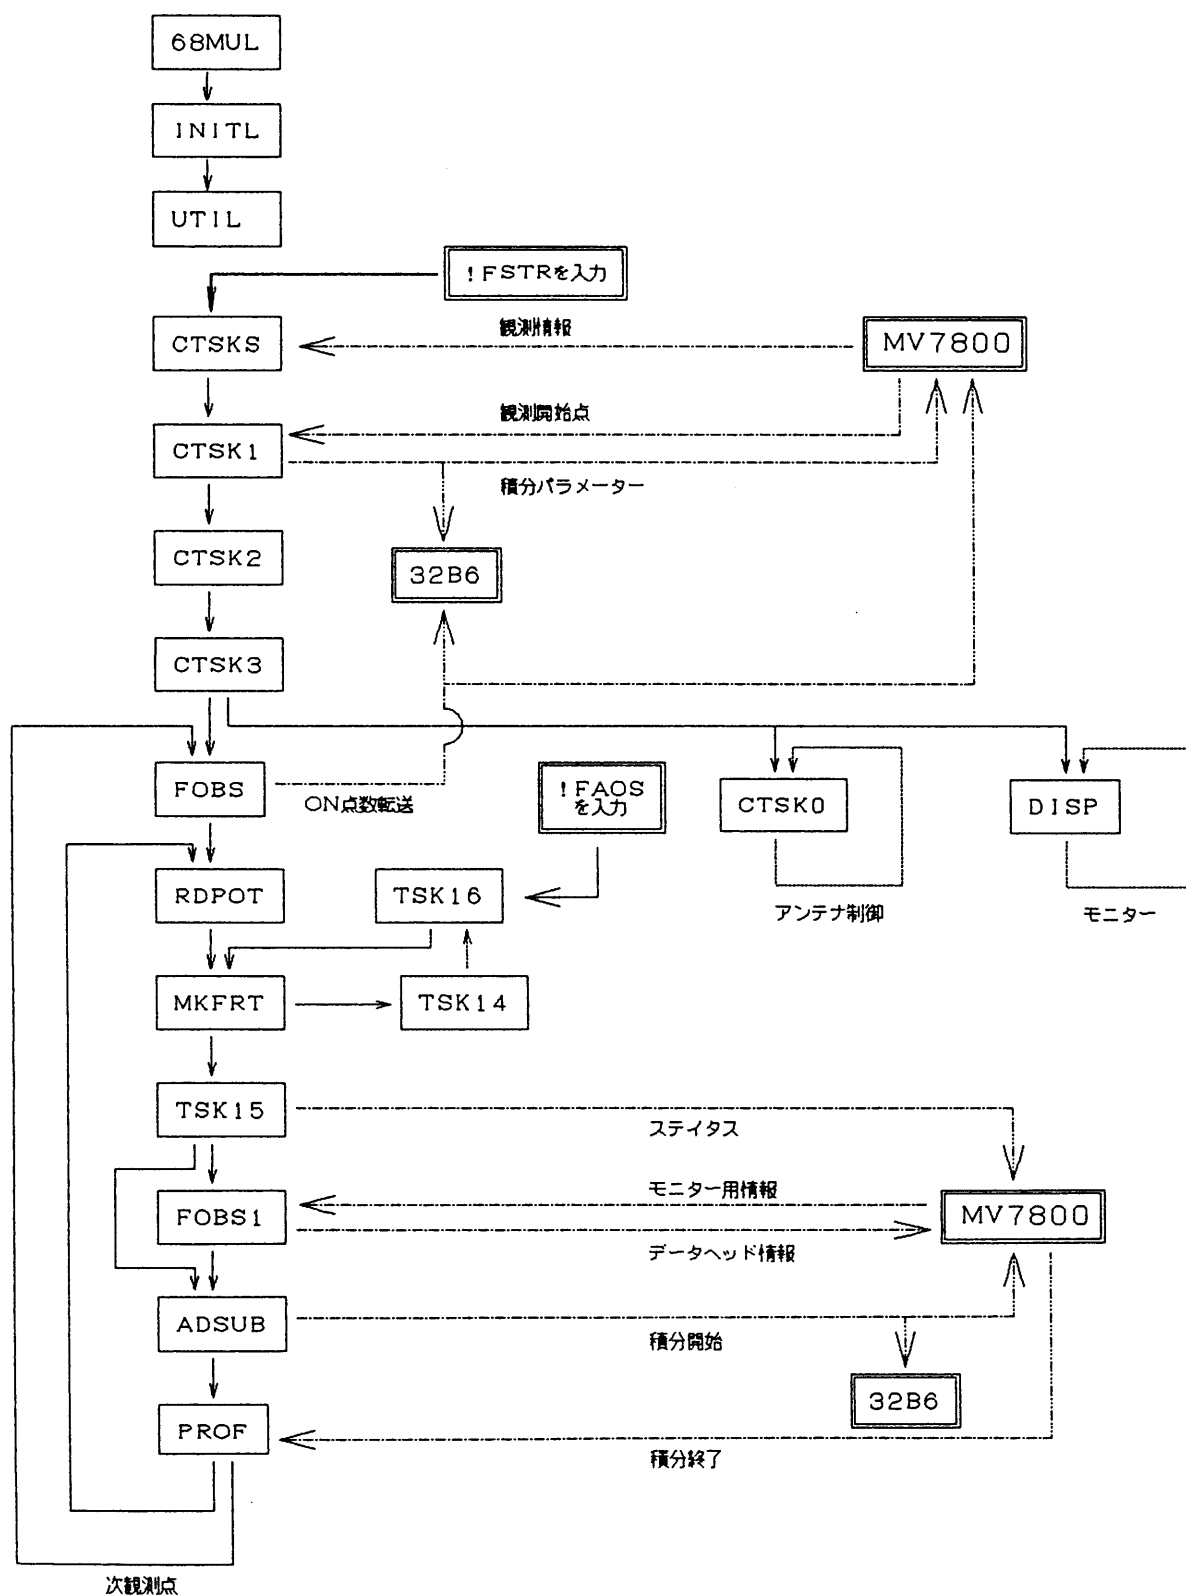 68MUL
INITL
UTIL
!FSTRを入力
CTSKS
観測情報
MV7800
観測開始点
CTSK1
積分パラメーター
CTSK2
32B6
CTSK3
FOBS
ON点数転送
!FAOS
を入力
CTSK0
DISP
RDPOT
TSK16
アンテナ制御
モニター
MKFRT
TSK14
TSK15
ステイタス
モニター用情報
FOBS1
MV7800
データヘッド情報
ADSUB
積分開始
32B6
PROF
積分終了
次観測点